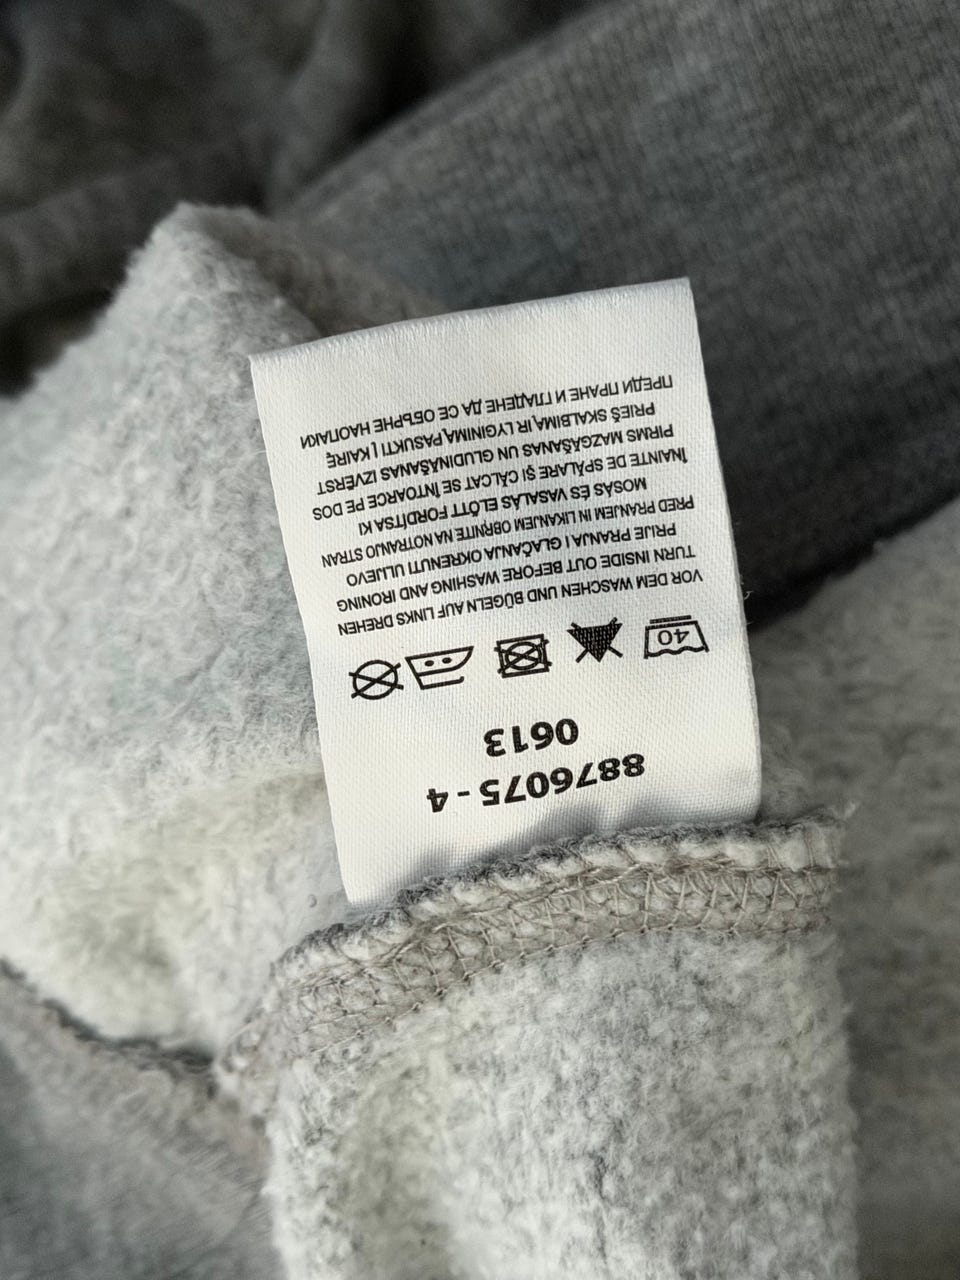 8876075 - 4
0613
40
VOR DEM WASCHEN UND BÜGELN AUF LINKS DREHEN
TURN INSIDE OUT BEFORE WASHING AND IRONING
PRIJE PRANJA I GLAČANJA OKRENUTI ULIJEVO
PRED PRANJEM IN LIKANJEM OBRNITE NA NOTRANJO STRAN
MOSÁS ÉS VASALÁS ELŐTT FORDÍTSA KI
ÎNAINTE DE SPĂLARE ŞI CĂLCAT SE ÎNTOARCE PE DOS
PIRMS MAZGĀŠANAS UN GLUDINĀŠANAS IZVĒRST
PRIEŠ SKALBIMĄ IR LYGINIMĄ PASUKTI Į KAIRĘ
ПРЕДИ ПРАНЕ И ГЛАДЕНЕ ДА СЕ ОБЪРНЕ НАОПАКИ